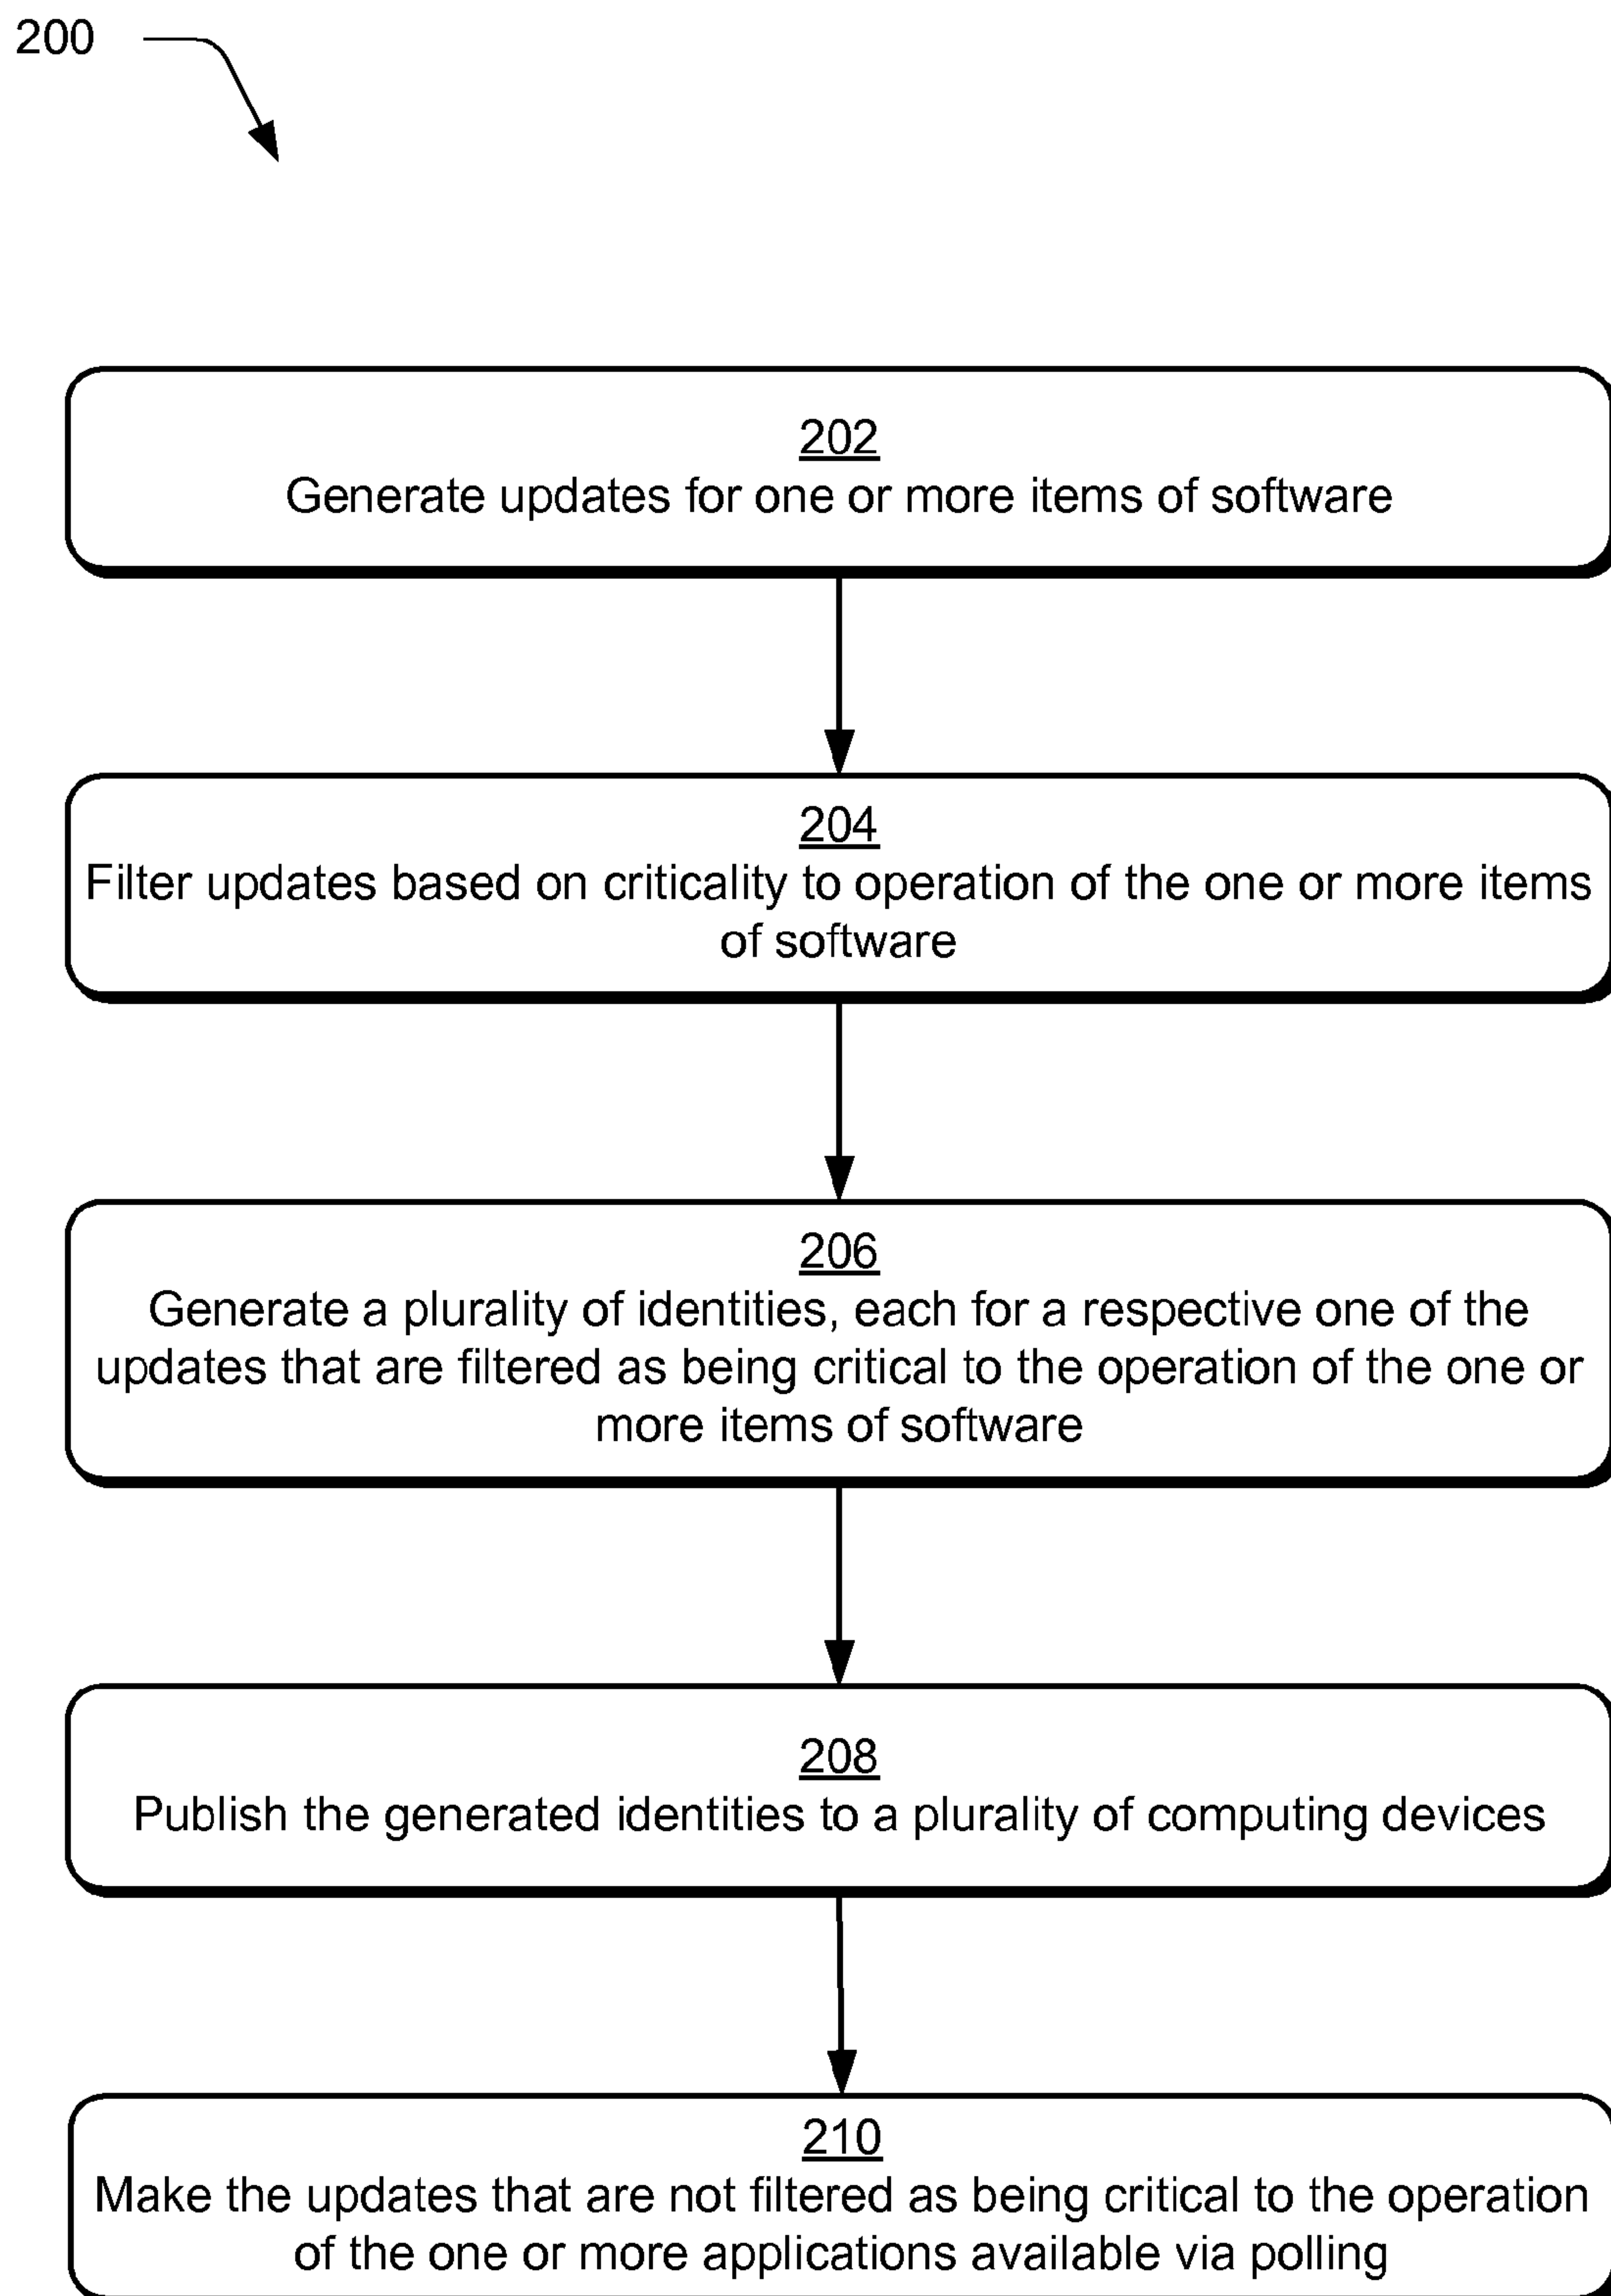 200
202
Generate updates for one or more items of software
204
Filter updates based on criticality to operation of the one or more items
of software
206
Generate a plurality of identities, each for a respective one of the
updates that are filtered as being critical to the operation of the one or
more items of software
208
Publish the generated identities to a plurality of computing devices
210
Make the updates that are not filtered as being critical to the operation
of the one or more applications available via polling